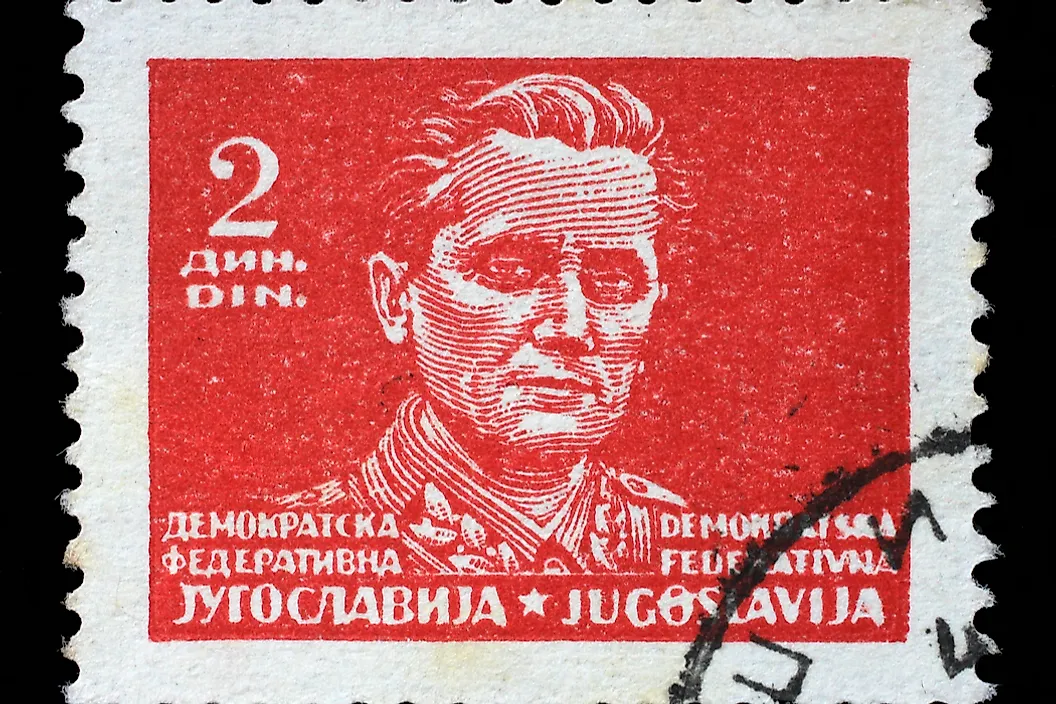 2
ДИН.
DIN.
ДЕМОКРАТСКА
ФЕДЕРАТИВНА
DEMOKRATSKA
FEDERATIVNA
ЈУГОСЛАВИЈА ★ JUGOSLAVIJA